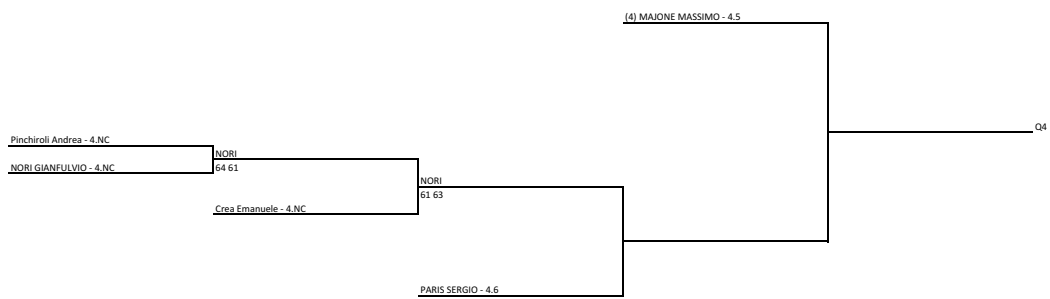 (4) MAJONE MASSIMO - 4.5
Q4
Pinchiroli Andrea - 4.NC
NORI
NORI GIANFULVIO - 4.NC
64 61
NORI
61 63
Crea Emanuele - 4.NC
PARIS SERGIO - 4.6